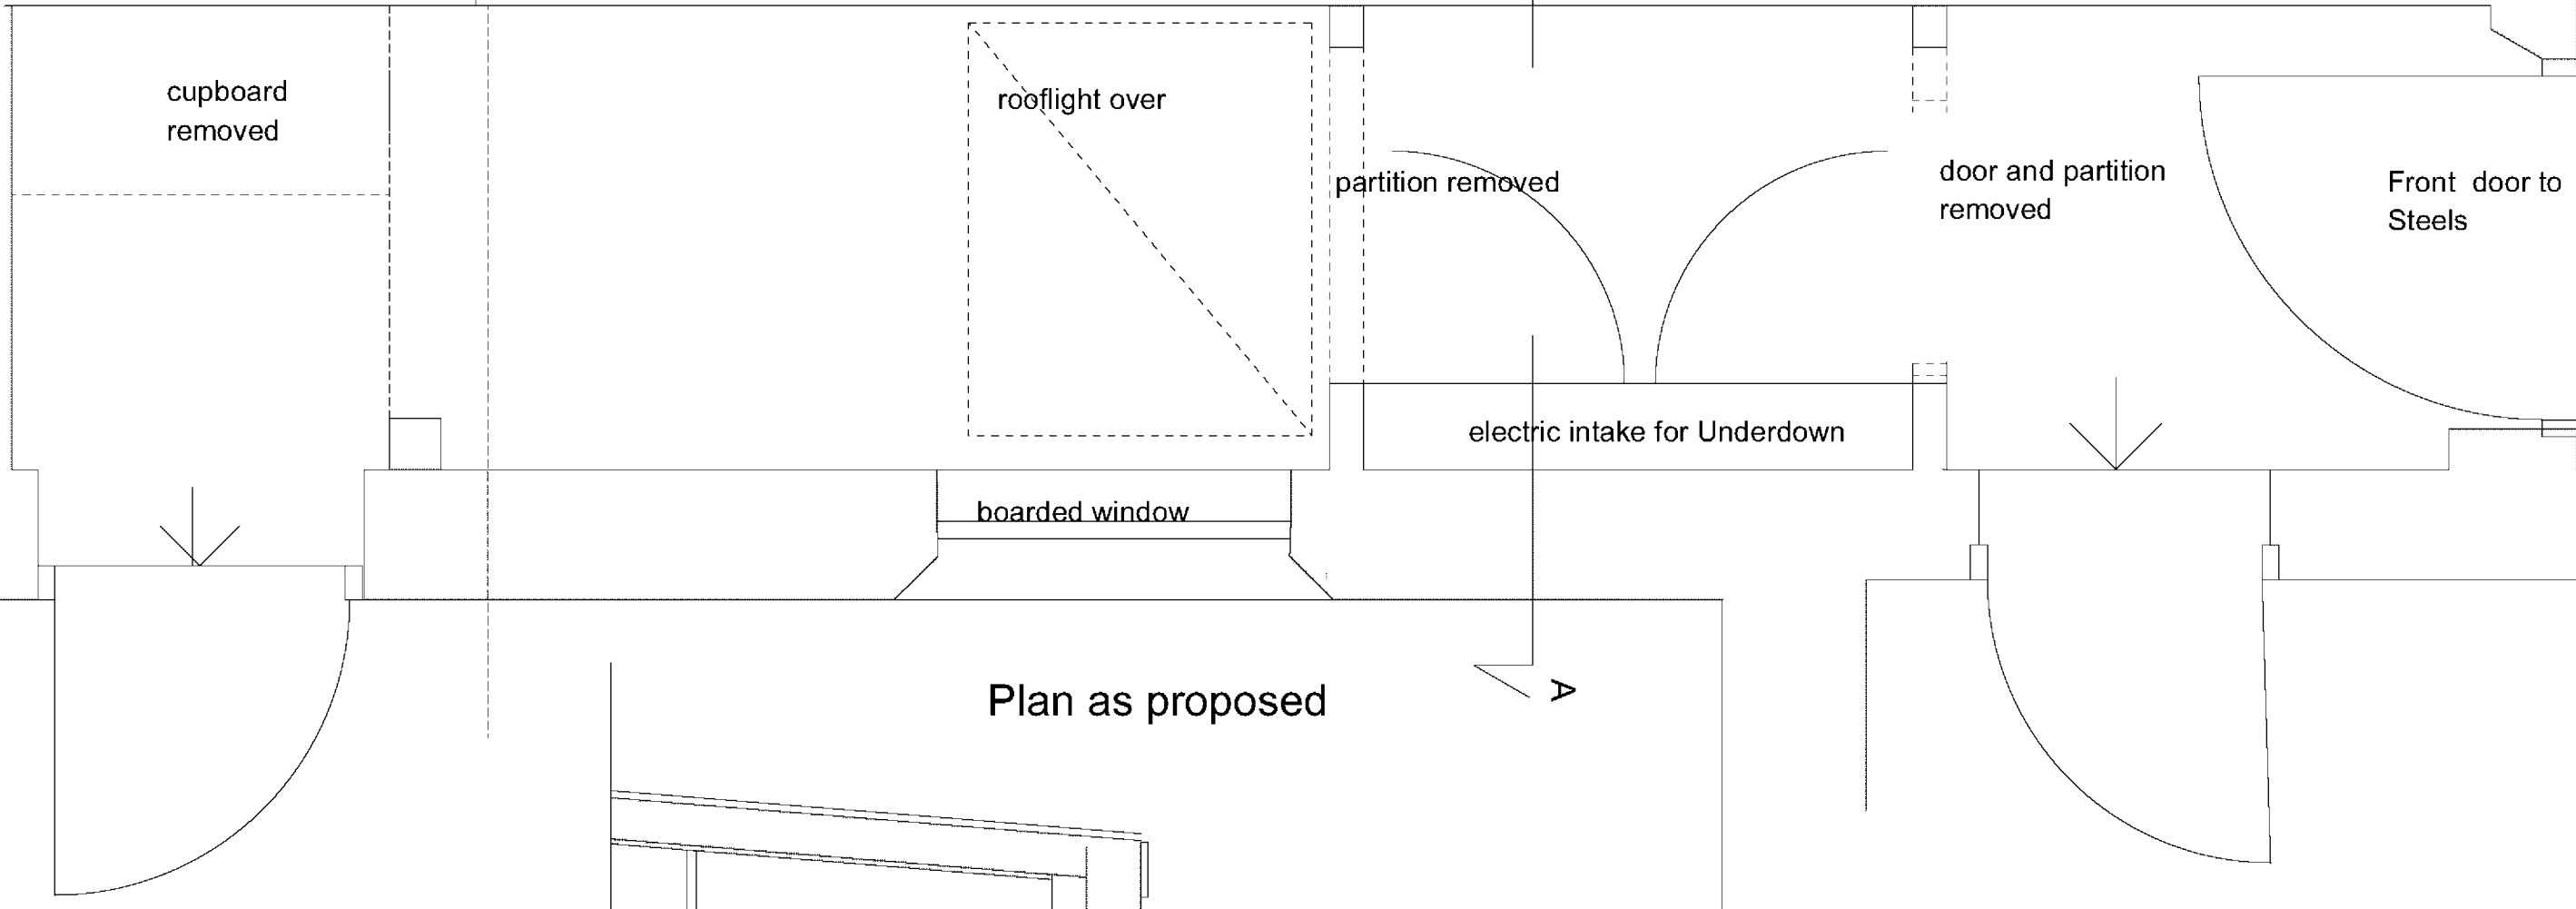 cupboard
removed
rooflight over
partition removed
door and partition
removed
Front door to
Steels
electric intake for Underdown
boarded window
Plan as proposed
A